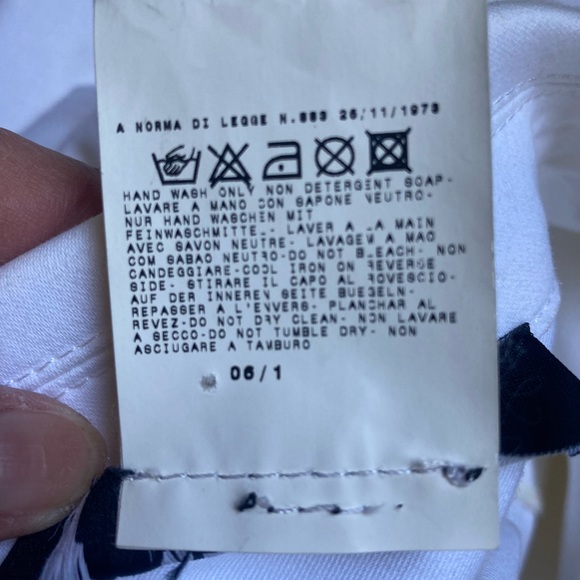 A NORMA DI LEGGE N.883 26/11/1973
HAND WASH ONLY NON DETERGENT SOAP-
LAVARE A MANO CON SAPONE NEUTRO-
NUR HAND WASCHEN MIT
FEINWASCHMITTEL- LAVER A LA MAIN
AVEC SAVON NEUTRE- LAVAGEM A MAO
COM SABAO NEUTRO-DO NOT BLEACH- NON
CANDEGGIARE-COOL IRON ON REVERSE
SIDE- STIRARE IL CAPO AL ROVESCIO-
AUF DER INNEREN SEITE BUEGELN-
REPASSER A L'ENVERS- PLANCHAR AL
REVEZ-DO NOT DRY CLEAN- NON LAVARE
A SECCO-DO NOT TUMBLE DRY- NON
ASCIUGARE A TAMBURO
06/1